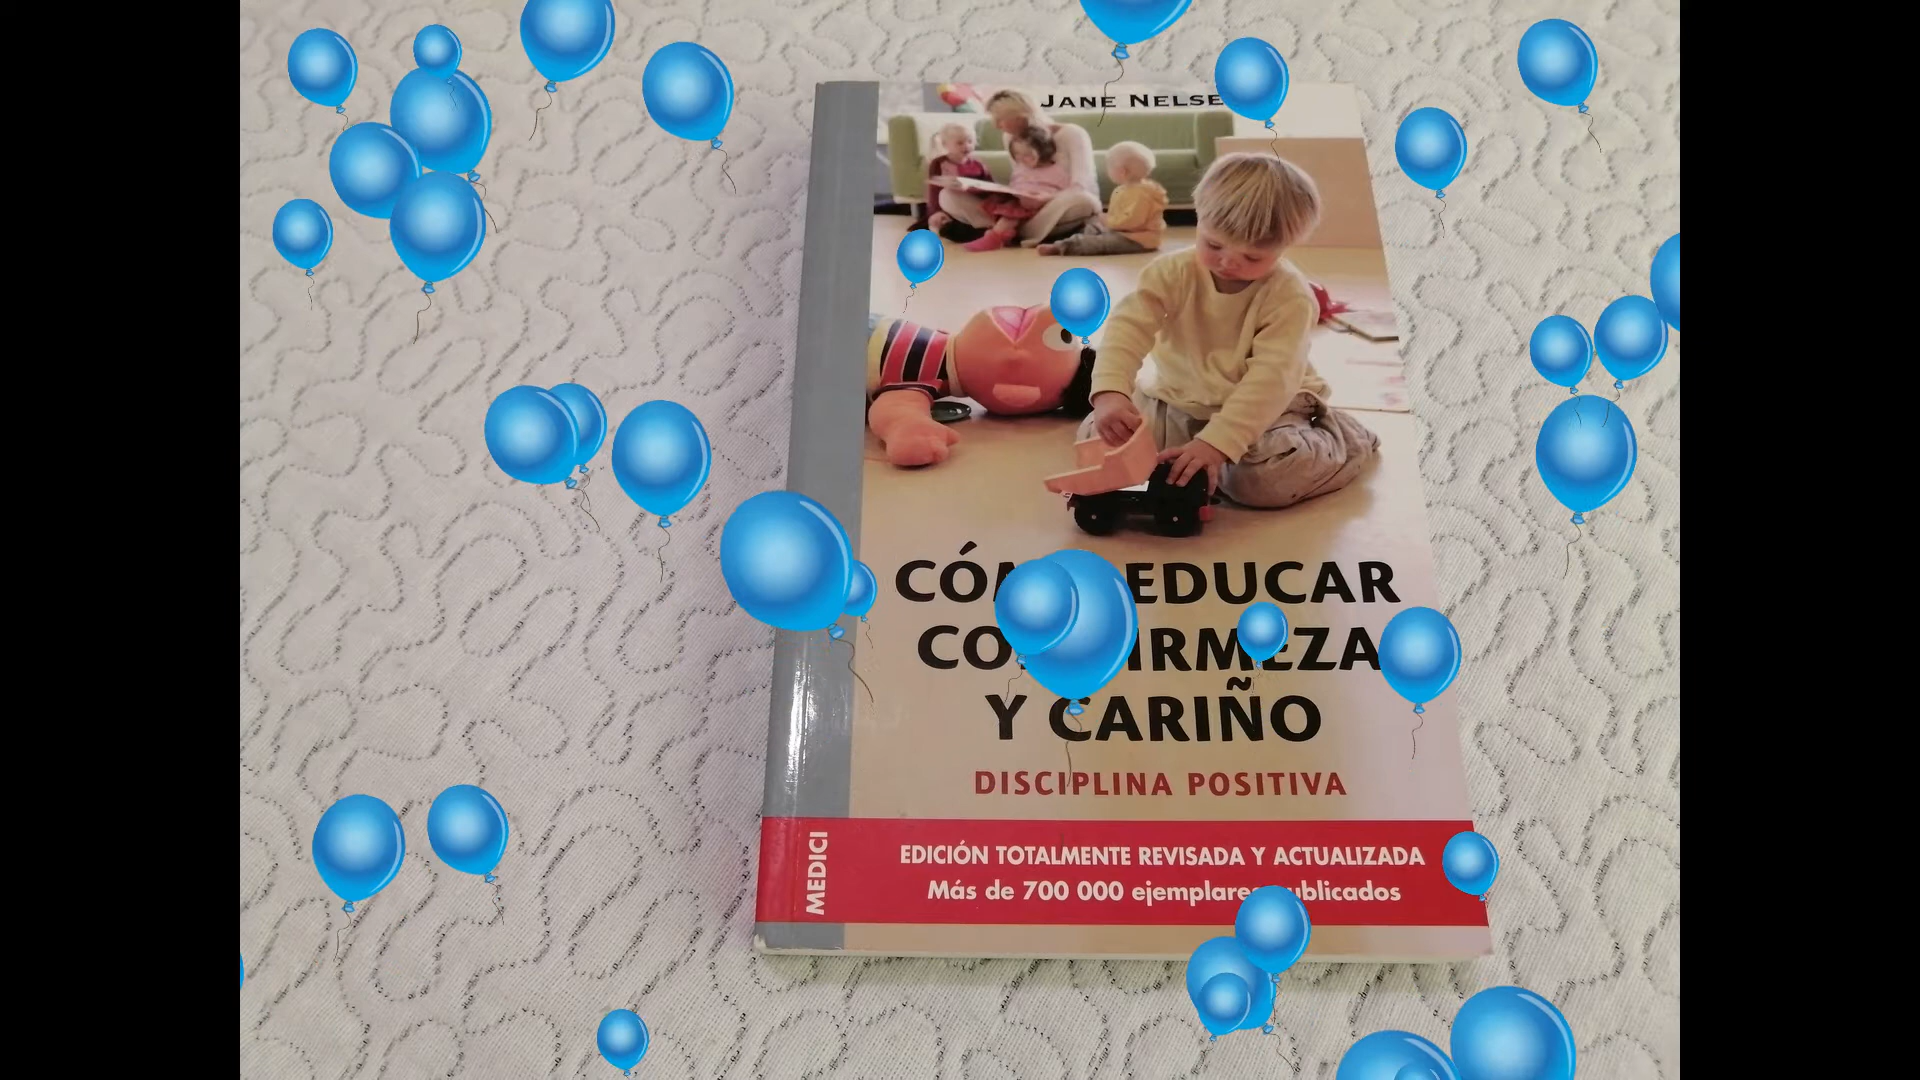 JANE NELSE
CÓM EDUCAR
CO IRMEZA
Y CARIÑO
DISCIPLINA POSITIVA
MEDICI
EDICIÓN TOTALMENTE REVISADA Y ACTUALIZADA
Más de 700 000 ejemplares ublicados